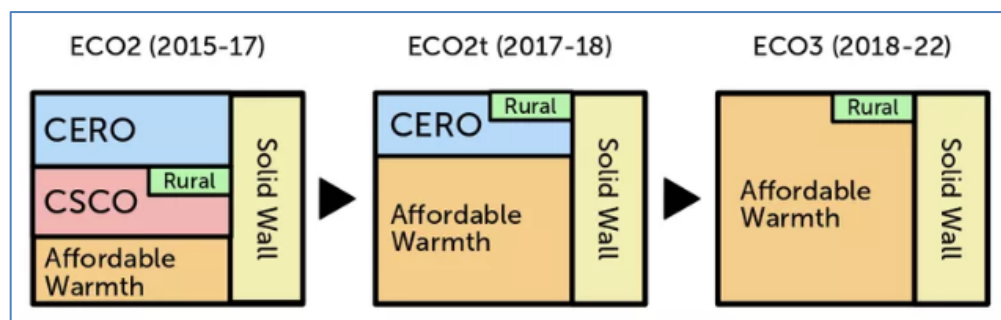 ECO2 (2015-17)
CERO
Rural
CSCO
Affordable
Warmth
Solid Wall
ECO2t (2017-18)
Rural
CERO
Affordable
Warmth
Solid Wall
ECO3 (2018-22)
Rural
Affordable
Warmth
Solid Wall